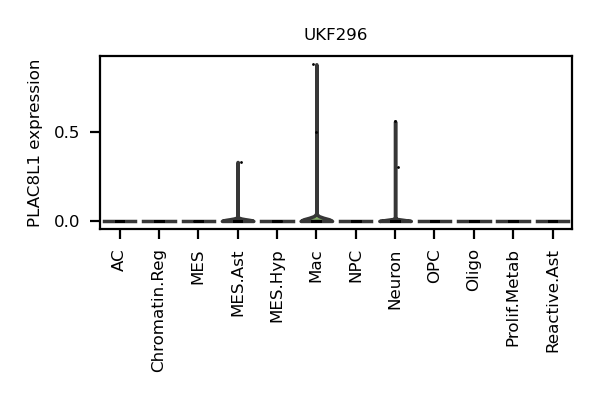 UKF296
PLAC8L1 expression
0.5
0.0
AC
Chromatin.Reg
MES
MES.Ast
MES.Hyp
Mac
NPC
Neuron
OPC
Oligo
Prolif.Metab
Reactive.Ast